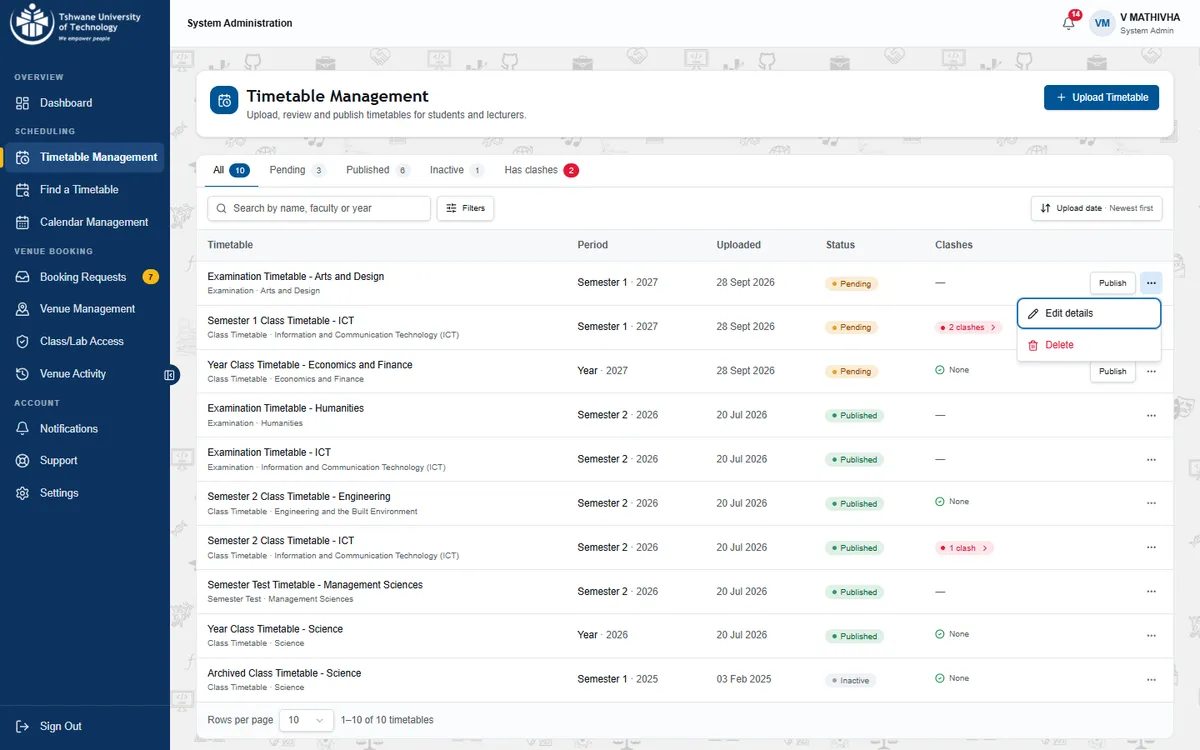 Tshwane University
of Technology
We empower people
System Administration
14
VM
V MATHIVHA
System Admin
OVERVIEW
Dashboard
SCHEDULING
Timetable Management
Find a Timetable
Calendar Management
VENUE BOOKING
Booking Requests 7
Venue Management
Class/Lab Access
Venue Activity
ACCOUNT
Notifications
Support
Settings
Sign Out
Timetable Management
Upload, review and publish timetables for students and lecturers.
+ Upload Timetable
All 10 Pending 3 Published 6 Inactive 1 Has clashes 2
Search by name, faculty or year
Filters
Upload date · Newest first
Timetable Period Uploaded Status Clashes
Examination Timetable - Arts and Design
Examination · Arts and Design
Semester 1 · 2027 28 Sept 2026 Pending — Publish ···
Edit details
Delete
Semester 1 Class Timetable - ICT
Class Timetable · Information and Communication Technology (ICT)
Semester 1 · 2027 28 Sept 2026 Pending 2 clashes >
Year Class Timetable - Economics and Finance
Class Timetable · Economics and Finance
Year · 2027 28 Sept 2026 Pending None Publish ···
Examination Timetable - Humanities
Examination · Humanities
Semester 2 · 2026 20 Jul 2026 Published — ···
Examination Timetable - ICT
Examination · Information and Communication Technology (ICT)
Semester 2 · 2026 20 Jul 2026 Published — ···
Semester 2 Class Timetable - Engineering
Class Timetable · Engineering and the Built Environment
Semester 2 · 2026 20 Jul 2026 Published None ···
Semester 2 Class Timetable - ICT
Class Timetable · Information and Communication Technology (ICT)
Semester 2 · 2026 20 Jul 2026 Published 1 clash > ···
Semester Test Timetable - Management Sciences
Semester Test · Management Sciences
Semester 2 · 2026 20 Jul 2026 Published — ···
Year Class Timetable - Science
Class Timetable · Science
Year · 2026 20 Jul 2026 Published None ···
Archived Class Timetable - Science
Class Timetable · Science
Semester 1 · 2025 03 Feb 2025 Inactive None ···
Rows per page 10 1–10 of 10 timetables